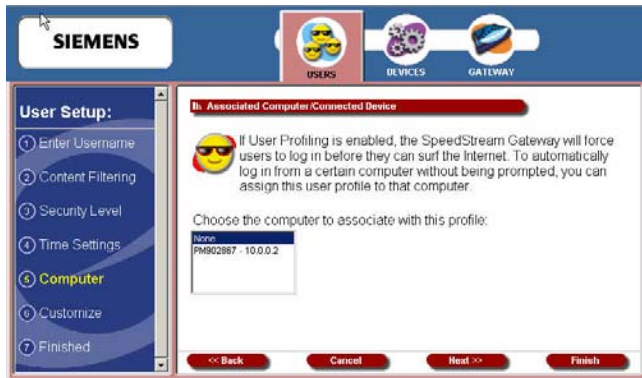 SIEMENS
USERS
DEVICES
GATEWAY
User Setup:
1 Enter Username
2 Content Filtering
3 Security Level
4 Time Settings
5 Computer
6 Customize
7 Finished
Associated Computer/Connected Device
If User Profiling is enabled, the SpeedStream Gateway will force
users to log in before they can surf the Internet. To automatically
log in from a certain computer without being prompted, you can
assign this user profile to that computer.
Choose the computer to associate with this profile:
None
PM902867 - 10.0.0.2
<< Back
Cancel
Next >>
Finish